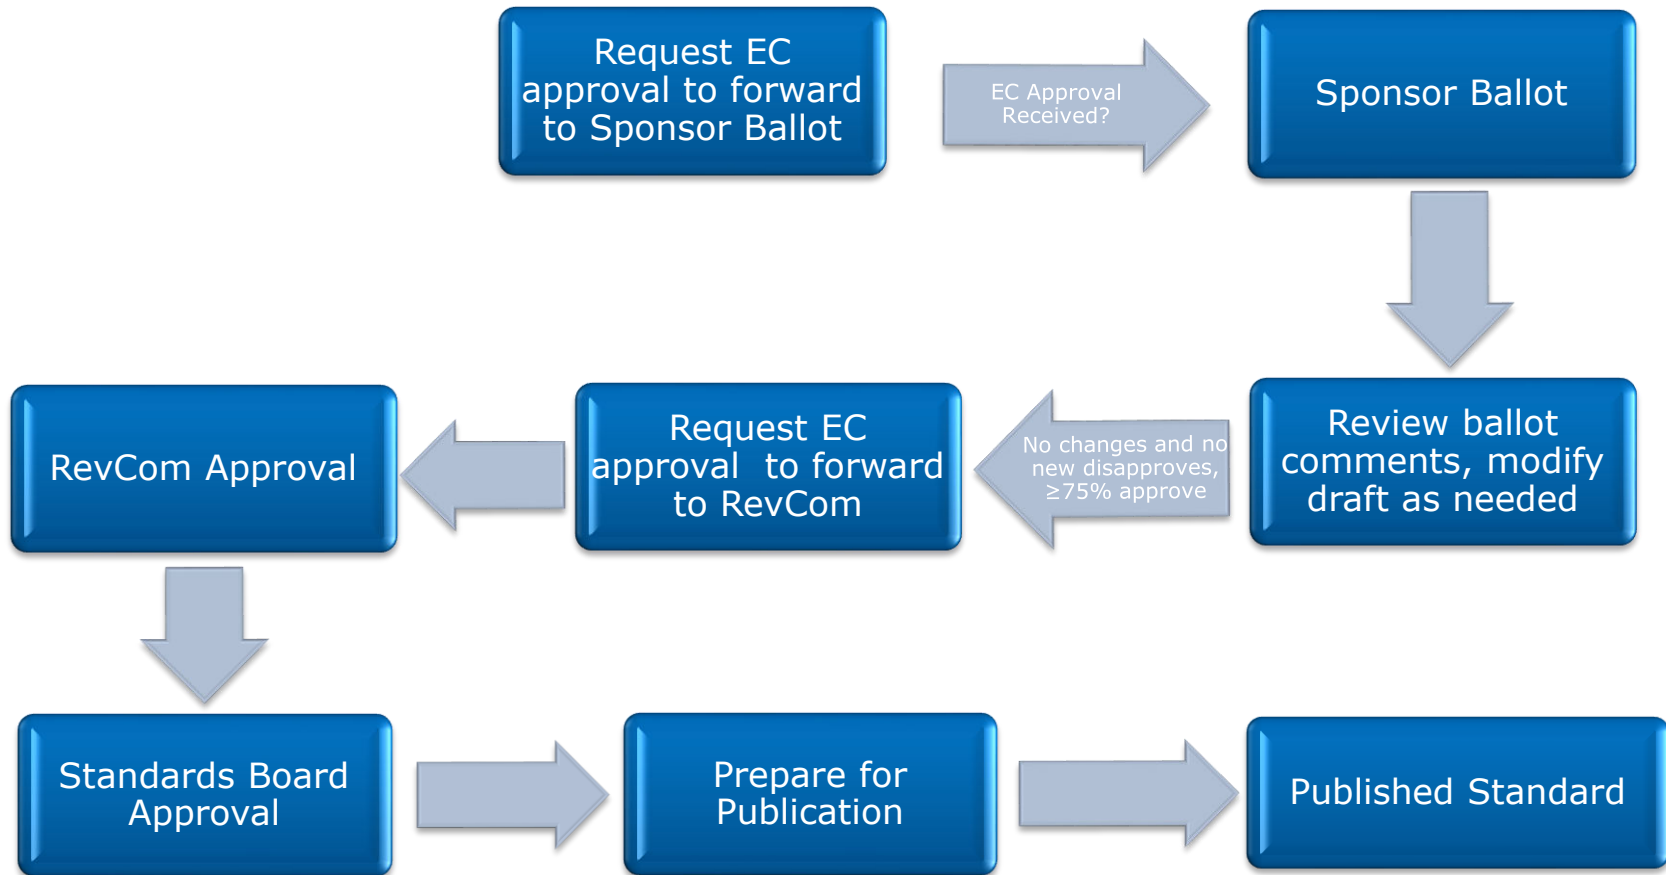 Request EC
approval to forward
to Sponsor Ballot
EC Approval
Received?
Sponsor Ballot
Review ballot
comments, modify
draft as needed
No changes and no
new disapproves,
≥75% approve
Request EC
approval to forward
to RevCom
RevCom Approval
Standards Board
Approval
Prepare for
Publication
Published Standard